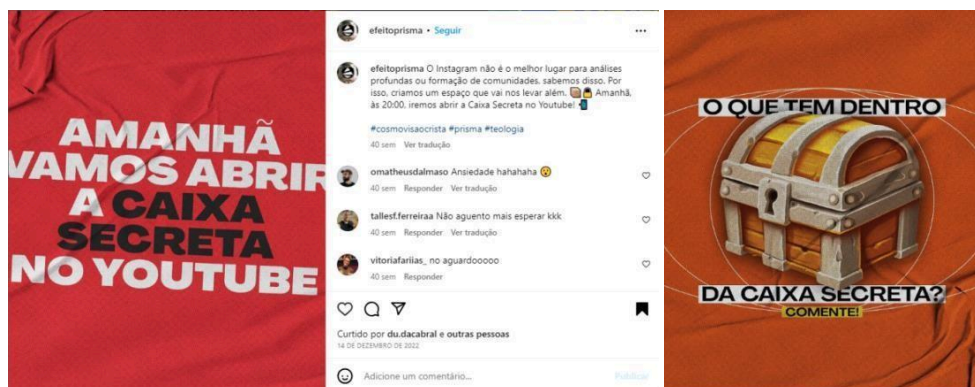 AMANHÃ
VAMOS ABRIR
A CAIXA
SECRETA
NO YOUTUBE
efeitoprisma • Seguir
efeitoprisma O Instagram não é o melhor lugar para análises
profundas ou formação de comunidades, sabemos disso. Por
isso, criamos um espaço que vai nos levar além. Amanhã,
às 20:00, iremos abrir a Caixa Secreta no Youtube!
#cosmovisaocrista #prisma #teologia
40 sem Ver tradução
omatheusdalmaso Ansiedade hahahaha 😯
40 sem Responder Ver tradução
tallesf.ferreiraa Não aguento mais esperar kkk
40 sem Responder Ver tradução
vitoriafariias_ no aguardooooo
40 sem Responder
Curtido por du.dacabral e outras pessoas
14 DE DEZEMBRO DE 2022
Adicione um comentário...
Publicar
O QUE TEM DENTRO
DA CAIXA SECRETA?
COMENTE!